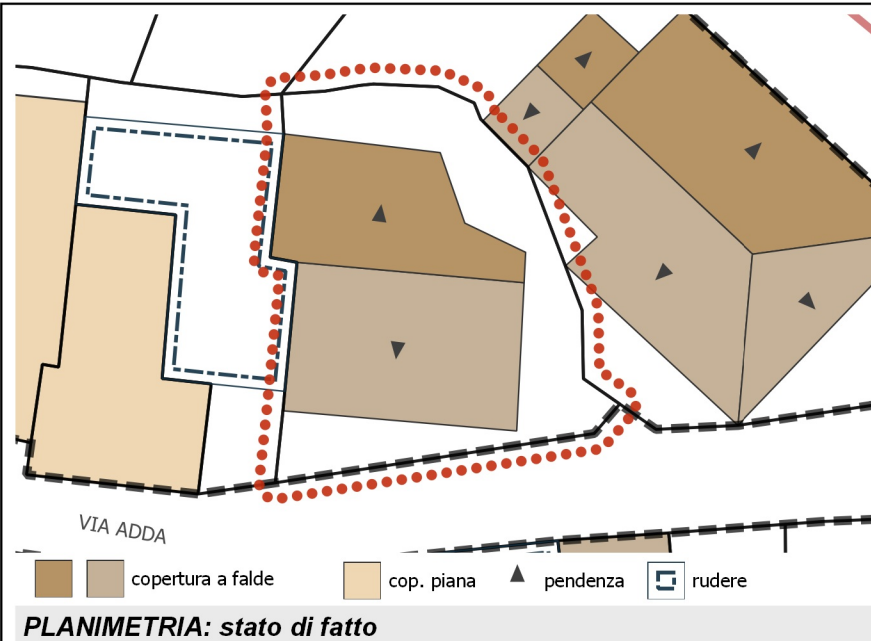 VIA ADDA
copertura a falde cop. piana pendenza rudere
PLANIMETRIA: stato di fatto